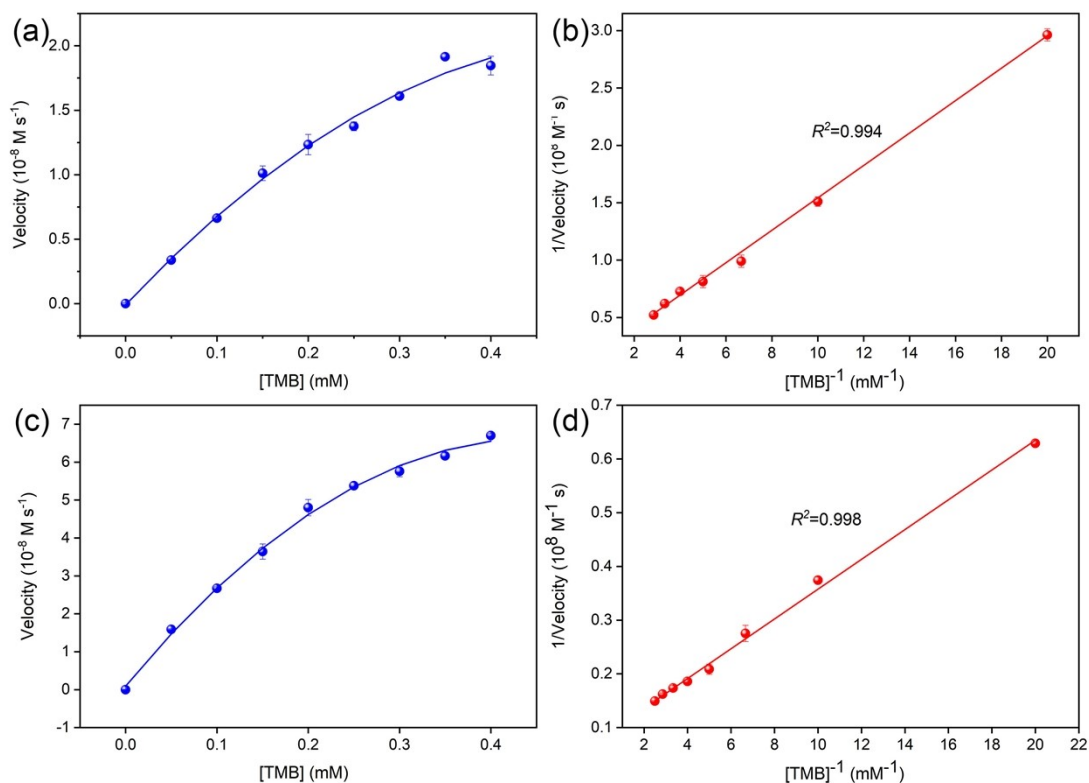 (a)
Velocity (10⁻⁸ M s⁻¹)
2.0
1.5
1.0
0.5
0.0
0.0 0.1 0.2 0.3 0.4
[TMB] (mM)
(b)
1/Velocity (10⁸ M⁻¹ s)
3.0
2.5
2.0
1.5
1.0
0.5
R²=0.994
2 4 6 8 10 12 14 16 18 20
[TMB]⁻¹ (mM⁻¹)
(c)
Velocity (10⁻⁸ M s⁻¹)
7
6
5
4
3
2
1
0
-1
0.0 0.1 0.2 0.3 0.4
[TMB] (mM)
(d)
1/Velocity (10⁸ M⁻¹ s)
0.7
0.6
0.5
0.4
0.3
0.2
0.1
R²=0.998
2 4 6 8 10 12 14 16 18 20 22
[TMB]⁻¹ (mM⁻¹)